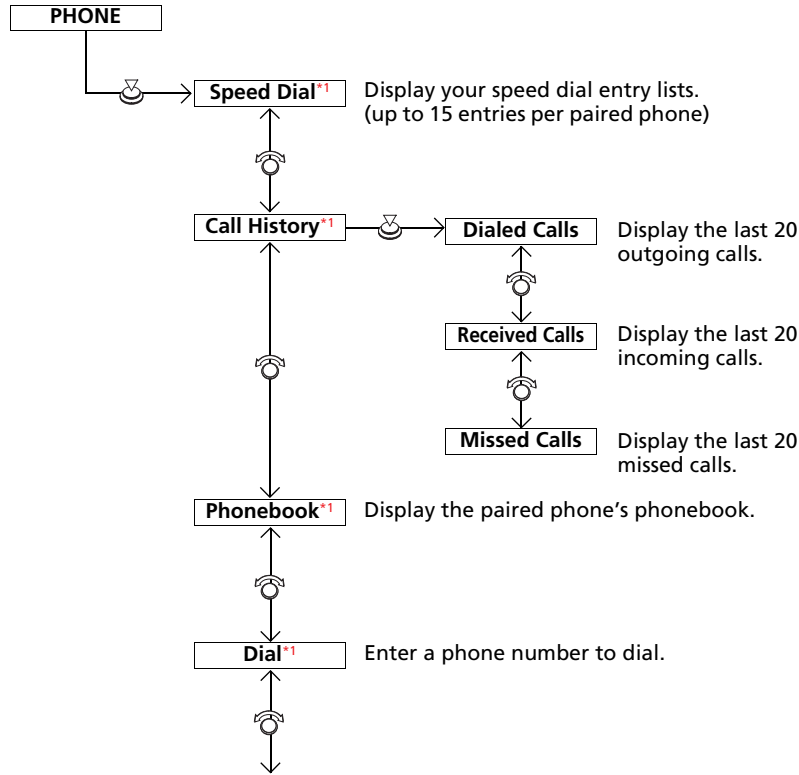 PHONE
Speed Dial*1
Display your speed dial entry lists.
(up to 15 entries per paired phone)
Call History*1
Dialed Calls
Display the last 20
outgoing calls.
Received Calls
Display the last 20
incoming calls.
Missed Calls
Display the last 20
missed calls.
Phonebook*1
Display the paired phone’s phonebook.
Dial*1
Enter a phone number to dial.